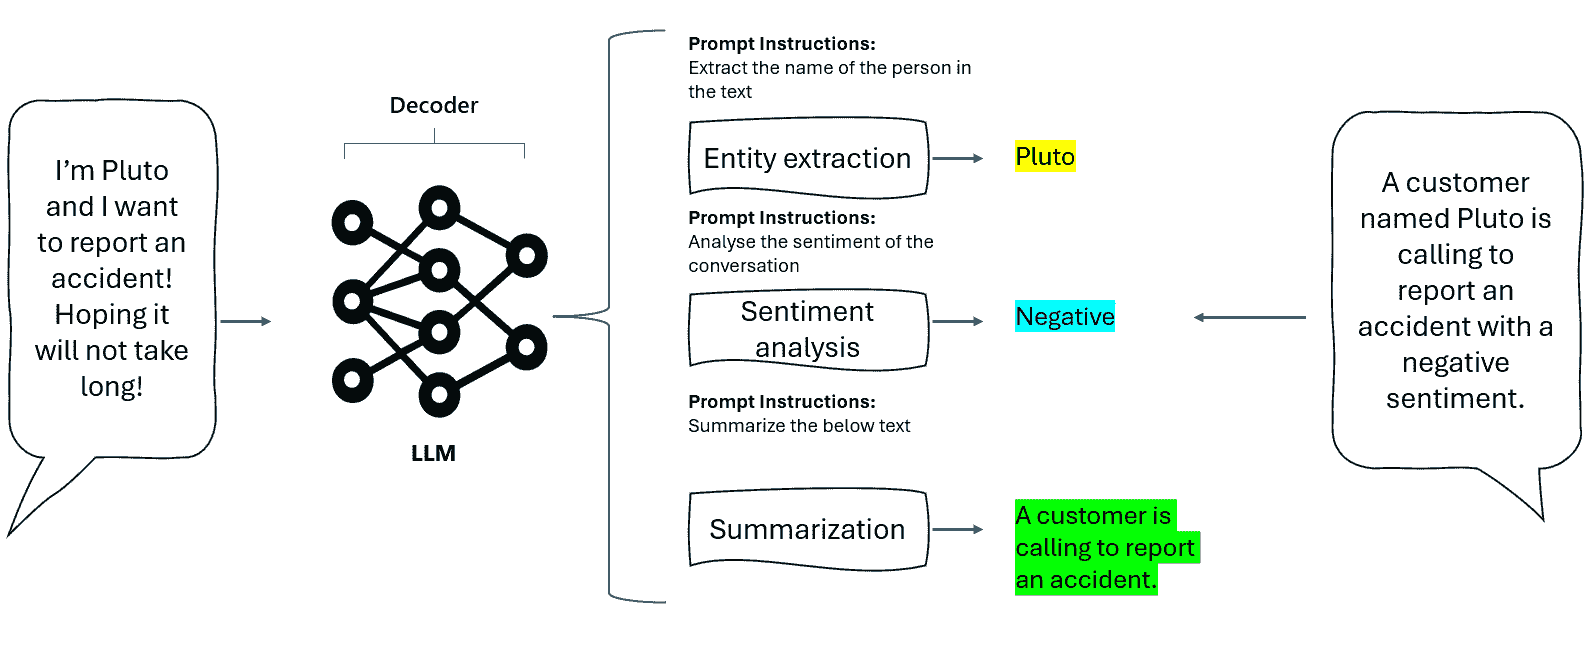 I’m Pluto
and I want
to report an
accident!
Hoping it
will not take
long!
Decoder
LLM
Prompt Instructions:
Extract the name of the person in
the text
Entity extraction
Pluto
Prompt Instructions:
Analyse the sentiment of the
conversation
Sentiment
analysis
Negative
Prompt Instructions:
Summarize the below text
Summarization
A customer is
calling to report
an accident.
A customer
named Pluto is
calling to
report an
accident with a
negative
sentiment.